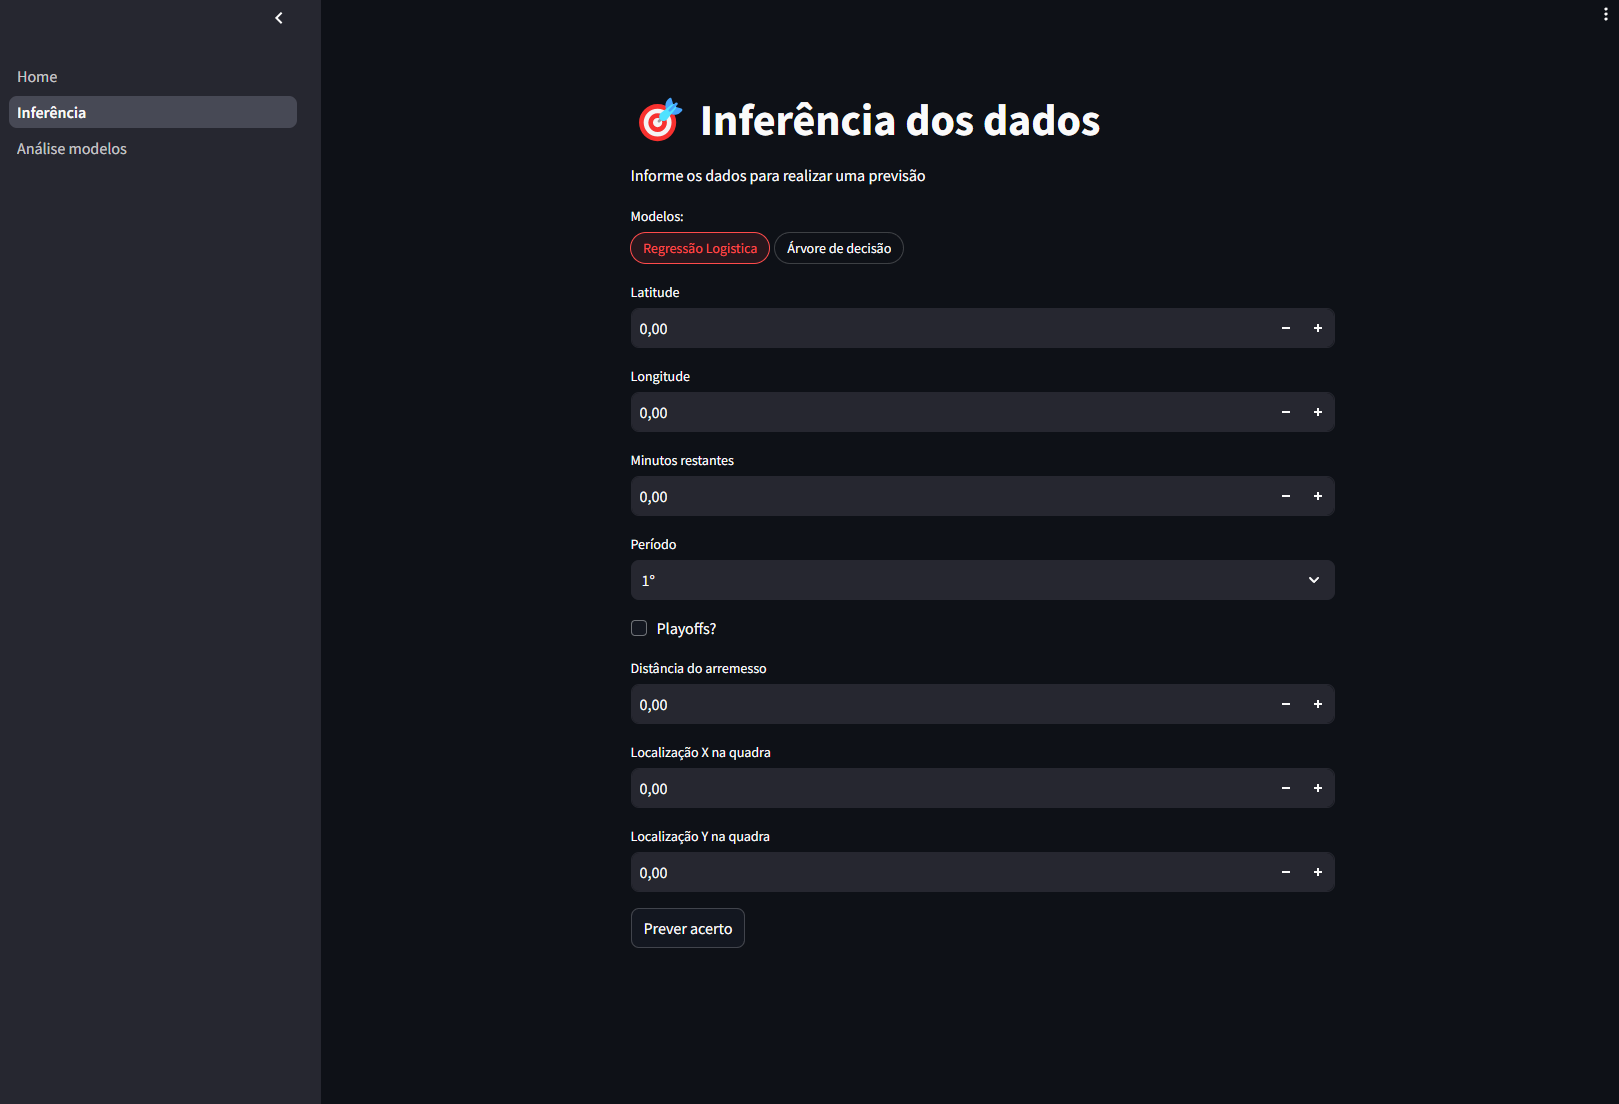 Home
Inferência
Análise modelos
Inferência dos dados
Informe os dados para realizar uma previsão
Modelos:
Regressão Logistica
Árvore de decisão
Latitude
0,00
Longitude
0,00
Minutos restantes
0,00
Período
1°
Playoffs?
Distância do arremesso
0,00
Localização X na quadra
0,00
Localização Y na quadra
0,00
Prever acerto